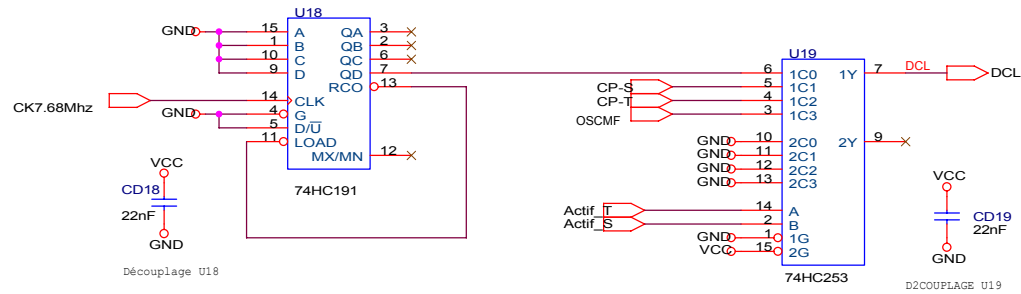 U18
GND 15 A QA 3
1 B QB 2
10 C QC 6
9 D QD 7
RCO 13
CK7.68Mhz 14 CLK
GND 4 G
5 D/U
11 LOAD
MX/MN 12
74HC191
VCC
CD18
22nF
GND
Découplage U18
U19
6 1C0 1Y 7 DCL DCL
CP-S 5 1C1
CP-T 4 1C2
OSCMF 3 1C3
GND 10 2C0 2Y 9
GND 11 2C1
GND 12 2C2
GND 13 2C3
Actif_T 14 A
Actif_S 2 B
GND 1 1G
VCC 15 2G
74HC253
VCC
CD19
22nF
GND
D2COUPLAGE U19